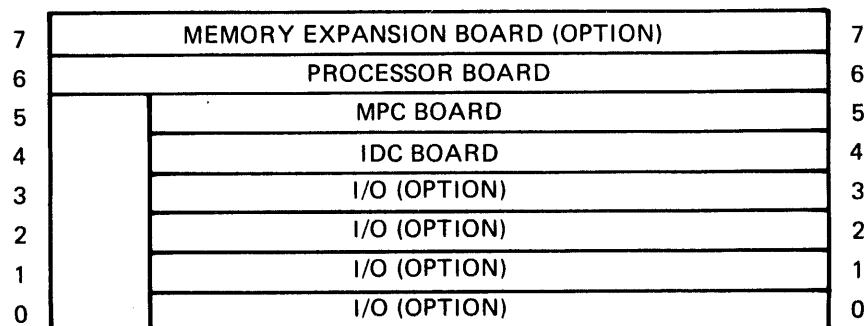 7 MEMORY EXPANSION BOARD (OPTION) 7
6 PROCESSOR BOARD 6
5 MPC BOARD 5
4 IDC BOARD 4
3 I/O (OPTION) 3
2 I/O (OPTION) 2
1 I/O (OPTION) 1
0 I/O (OPTION) 0